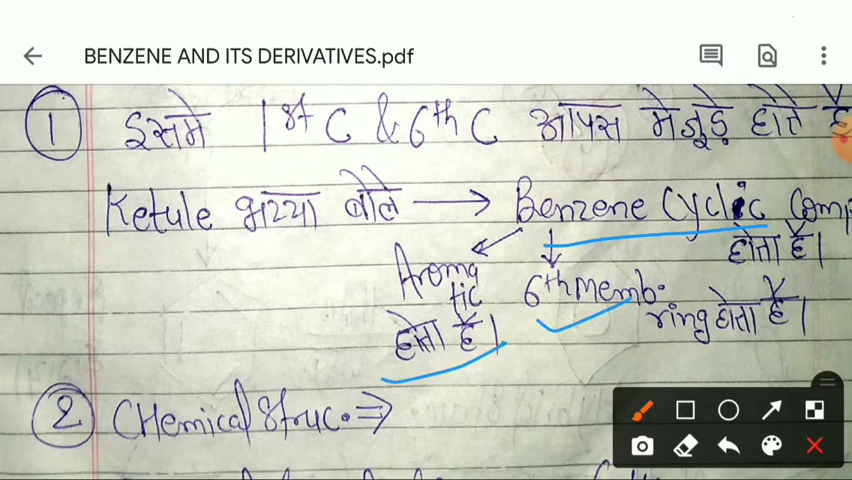 BENZENE AND ITS DERIVATIVES.pdf
1 इसमे 1st C & 6th C आपस मे जूड़े होते है
Ketule भय्या बोले → Benzene Cyclic Comp
होता है।
Aroma
tic
होता है।
6th Memb.
ring होता है।
2 CHemical Struc. ⇒